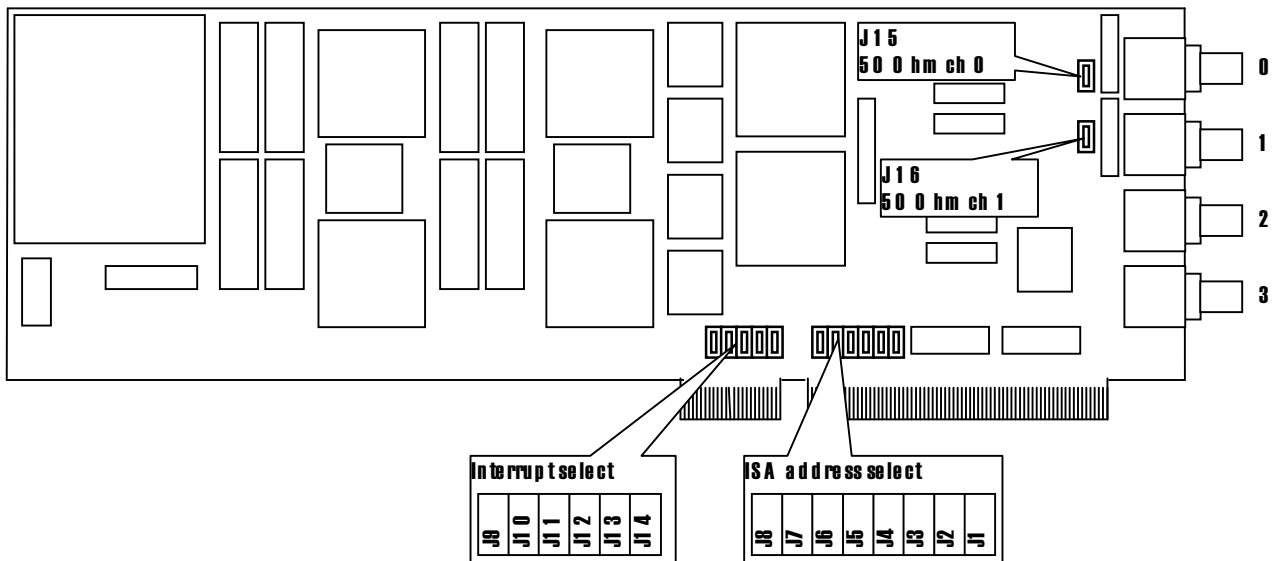 J15
50 Ohm ch 0
0
1
J16
50 Ohm ch 1
2
3
Interrupt select
J9 J10 J11 J12 J13 J14
ISA address select
J8 J7 J6 J5 J4 J3 J2 J1